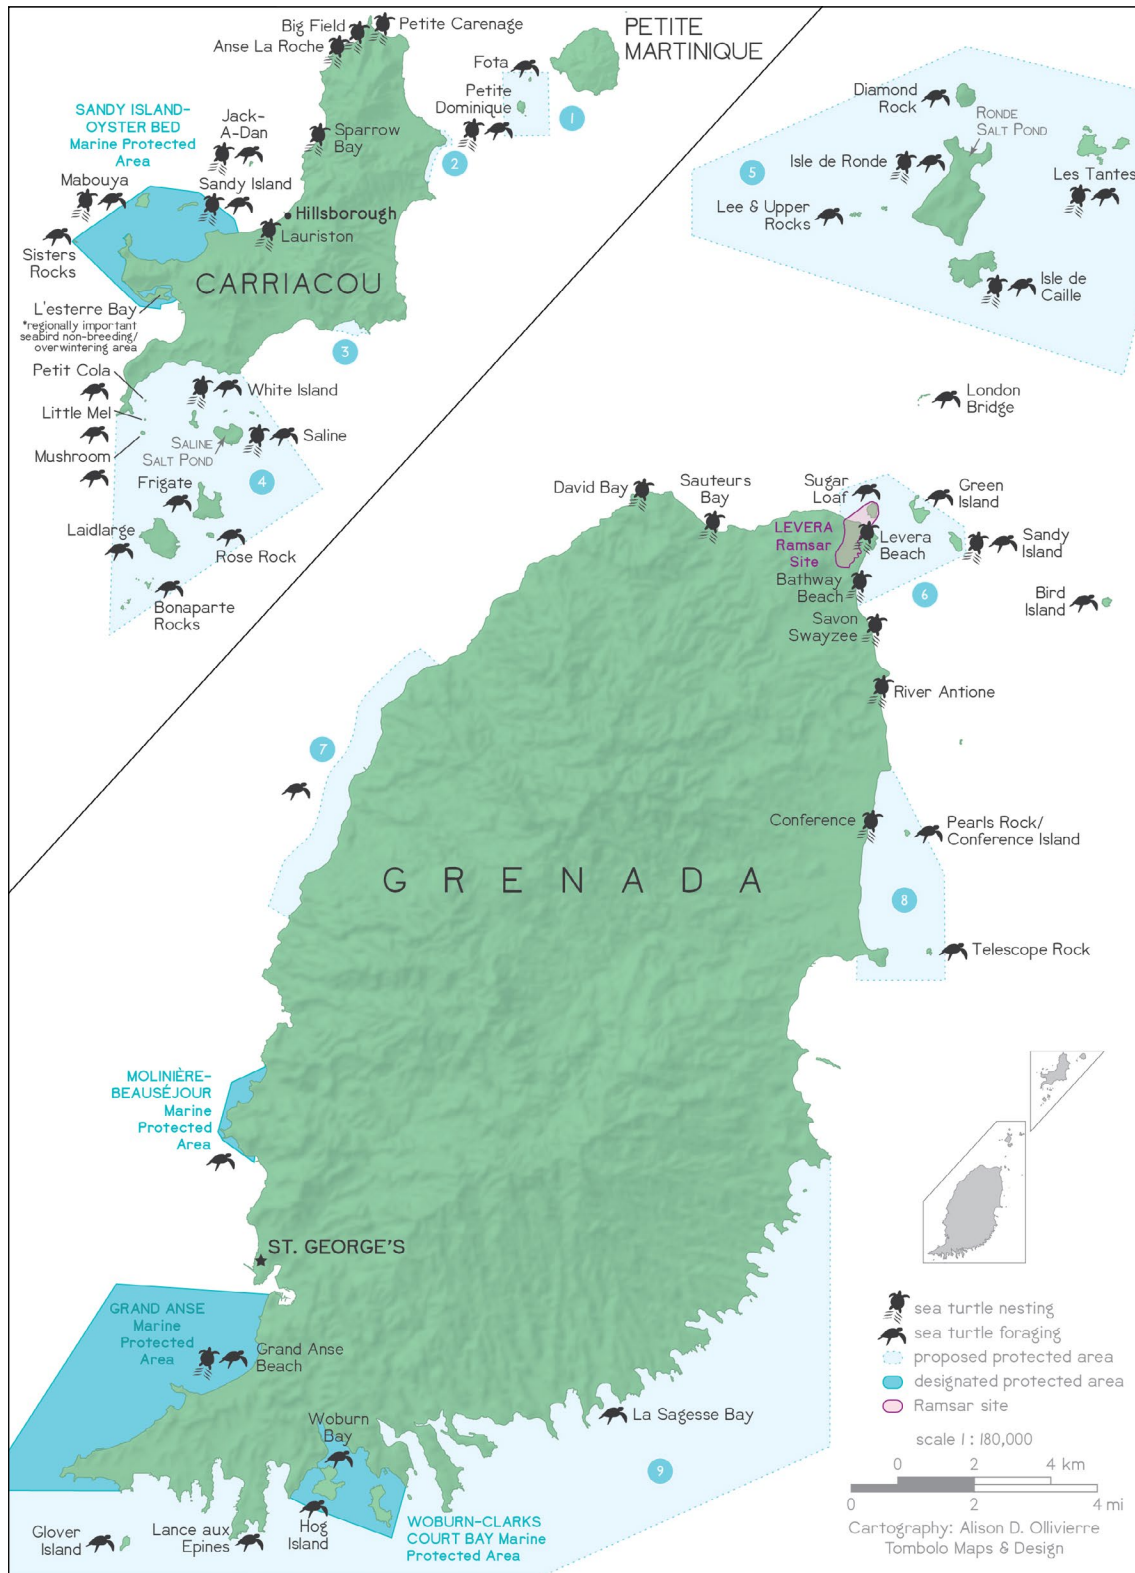 Big Field
Petite Carenage
Anse La Roche
PETITE
MARTINIQUE
Fota
Petite
Dominique
1
2
SANDY ISLAND-
OYSTER BED
Marine Protected
Area
Jack-
A-Dan
Sparrow
Bay
Mabouya
Sandy Island
Hillsborough
Lauriston
Sisters
Rocks
CARRIACOU
L'esterre Bay
*regionally important
seabird non-breeding/
overwintering area
3
Petit Cola
White Island
Little Mel
Mushroom
SALINE
SALT POND
Saline
4
Frigate
Laidlarge
Rose Rock
Bonaparte
Rocks
Diamond
Rock
RONDE
SALT POND
5
Isle de Ronde
Les Tantes
Lee & Upper
Rocks
Isle de
Caille
London
Bridge
David Bay
Sauteurs
Bay
Sugar
Loaf
Green
Island
LEVERA
Ramsar
Site
Levera
Beach
Sandy
Island
Bathway
Beach
6
Bird
Island
Savon
Swayzee
River Antione
7
Conference
Pearls Rock/
Conference Island
GRENADA
8
Telescope Rock
MOLINIÈRE-
BEAUSÉJOUR
Marine
Protected
Area
ST. GEORGE'S
GRAND ANSE
Marine
Protected
Area
Grand Anse
Beach
Woburn
Bay
La Sagesse Bay
9
Glover
Island
Lance aux
Epines
Hog
Island
WOBURN-CLARKS
COURT BAY Marine
Protected Area
sea turtle nesting
sea turtle foraging
proposed protected area
designated protected area
Ramsar site
scale 1 : 180,000
0 2 4 km
0 2 4 mi
Cartography: Alison D. Ollivierre
Tombolo Maps & Design